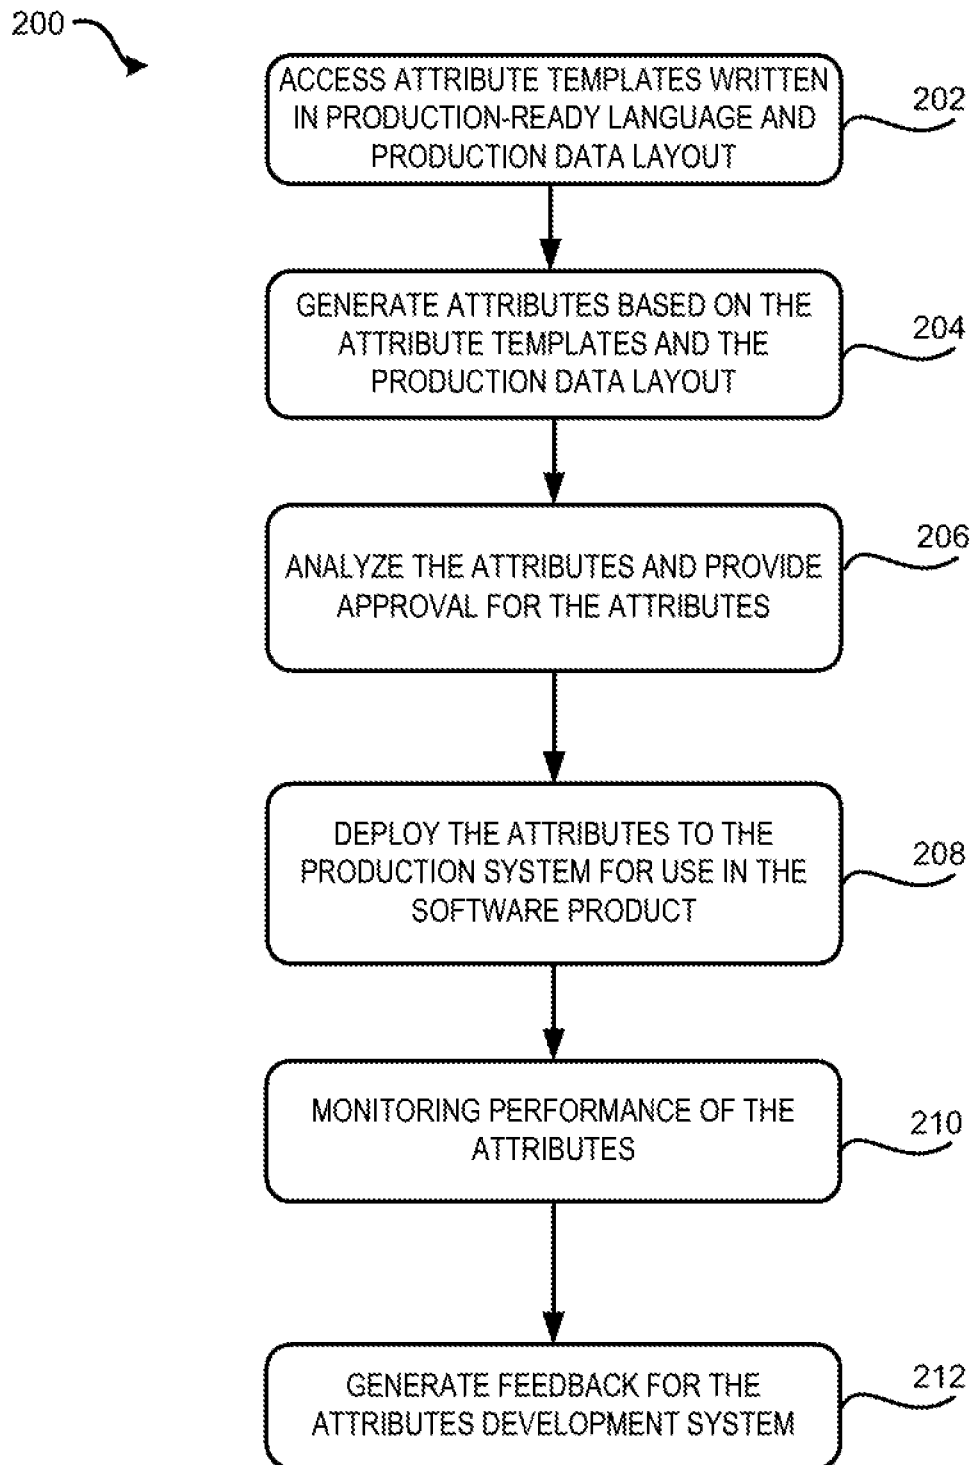 200
ACCESS ATTRIBUTE TEMPLATES WRITTEN
IN PRODUCTION-READY LANGUAGE AND
PRODUCTION DATA LAYOUT
202
GENERATE ATTRIBUTES BASED ON THE
ATTRIBUTE TEMPLATES AND THE
PRODUCTION DATA LAYOUT
204
ANALYZE THE ATTRIBUTES AND PROVIDE
APPROVAL FOR THE ATTRIBUTES
206
DEPLOY THE ATTRIBUTES TO THE
PRODUCTION SYSTEM FOR USE IN THE
SOFTWARE PRODUCT
208
MONITORING PERFORMANCE OF THE
ATTRIBUTES
210
GENERATE FEEDBACK FOR THE
ATTRIBUTES DEVELOPMENT SYSTEM
212